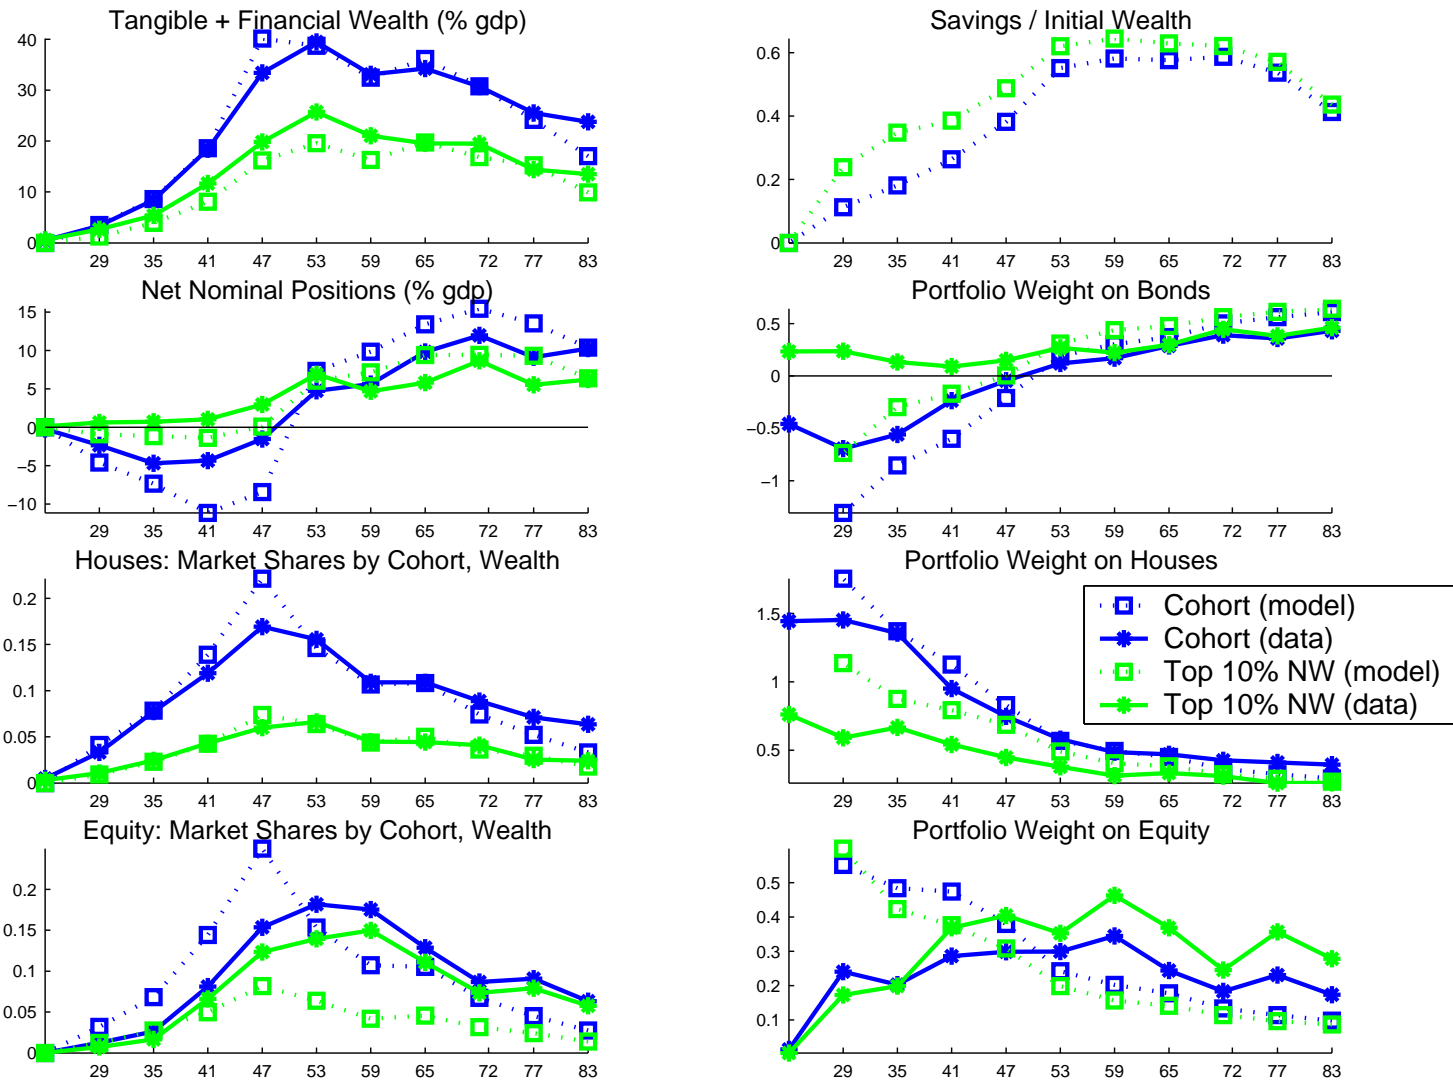 Tangible + Financial Wealth (% gdp)
40
30
20
10
0
29 35 41 47 53 59 65 72 77 83
Savings / Initial Wealth
0.6
0.4
0.2
0
29 35 41 47 53 59 65 72 77 83
Net Nominal Positions (% gdp)
15
10
5
0
−5
−10
29 35 41 47 53 59 65 72 77 83
Portfolio Weight on Bonds
0.5
0
−0.5
−1
29 35 41 47 53 59 65 72 77 83
Houses: Market Shares by Cohort, Wealth
0.2
0.15
0.1
0.05
0
29 35 41 47 53 59 65 72 77 83
Portfolio Weight on Houses
1.5
1
0.5
29 35 41 47 53 59 65 72 77 83
Cohort (model)
Cohort (data)
Top 10% NW (model)
Top 10% NW (data)
Equity: Market Shares by Cohort, Wealth
0.2
0.15
0.1
0.05
0
29 35 41 47 53 59 65 72 77 83
Portfolio Weight on Equity
0.5
0.4
0.3
0.2
0.1
29 35 41 47 53 59 65 72 77 83